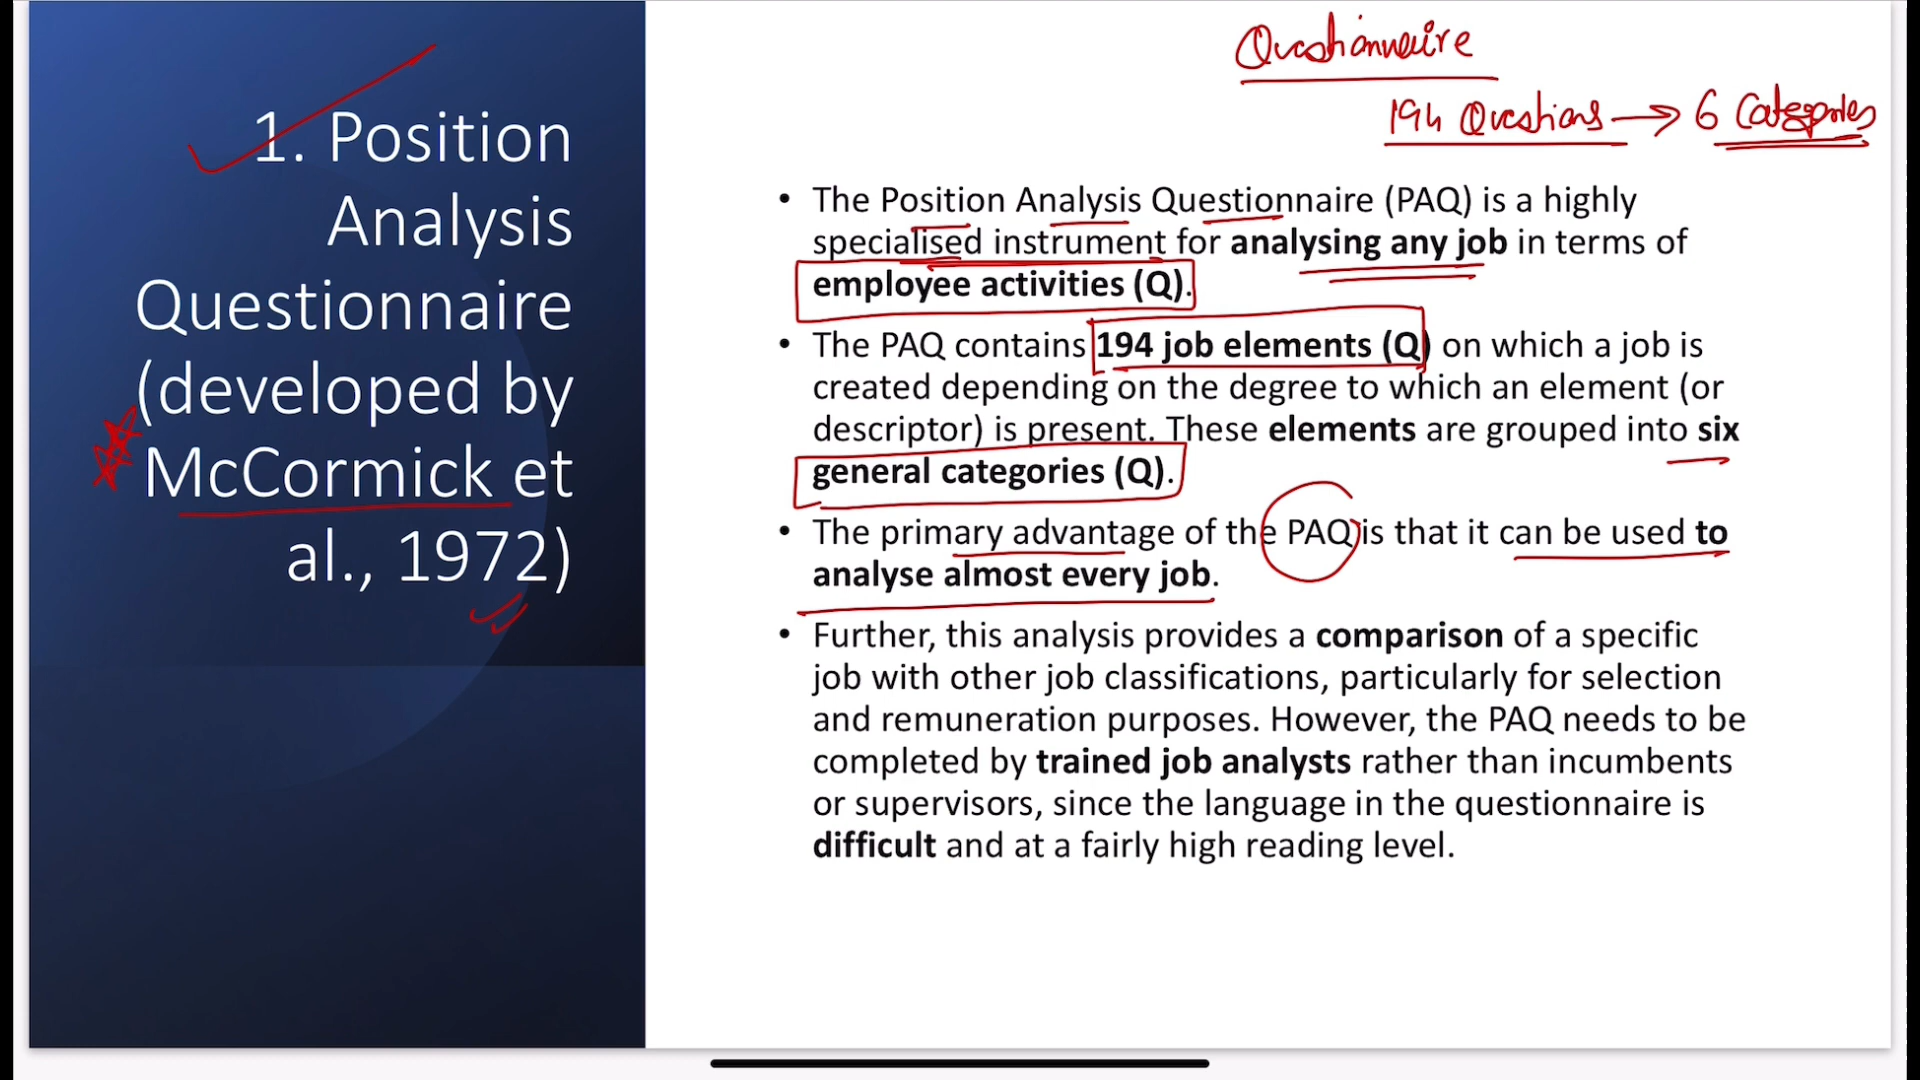 Questionnaire
194 Questions → 6 Categories
1. Position
Analysis
Questionnaire
(developed by
McCormick et
al., 1972)
• The Position Analysis Questionnaire (PAQ) is a highly
specialised instrument for analysing any job in terms of
employee activities (Q).
• The PAQ contains 194 job elements (Q) on which a job is
created depending on the degree to which an element (or
descriptor) is present. These elements are grouped into six
general categories (Q).
• The primary advantage of the PAQ is that it can be used to
analyse almost every job.
• Further, this analysis provides a comparison of a specific
job with other job classifications, particularly for selection
and remuneration purposes. However, the PAQ needs to be
completed by trained job analysts rather than incumbents
or supervisors, since the language in the questionnaire is
difficult and at a fairly high reading level.